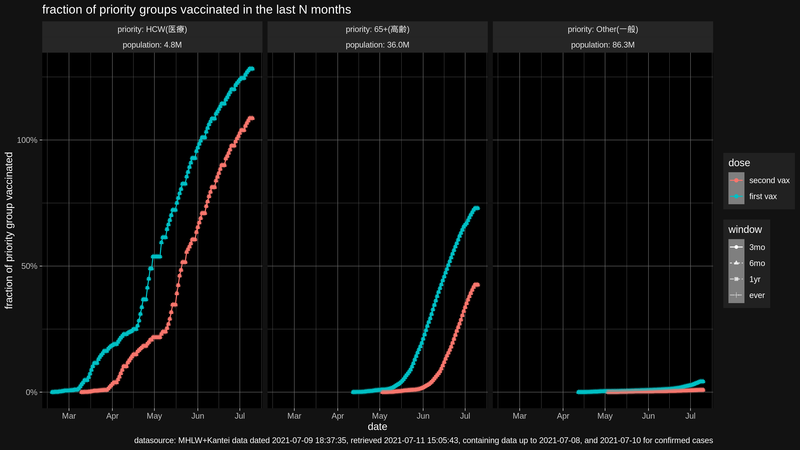 fraction of priority groups vaccinated in the last N months
priority: HCW(医療)
population: 4.8M
priority: 65+(高齢)
population: 36.0M
priority: Other(一般)
population: 86.3M
fraction of priority group vaccinated
100%
50%
0%
Mar Apr May Jun Jul
Mar Apr May Jun Jul
Mar Apr May Jun Jul
date
dose
second vax
first vax
window
3mo
6mo
1yr
ever
datasource: MHLW+Kantei data dated 2021-07-09 18:37:35, retrieved 2021-07-11 15:05:43, containing data up to 2021-07-08, and 2021-07-10 for confirmed cases